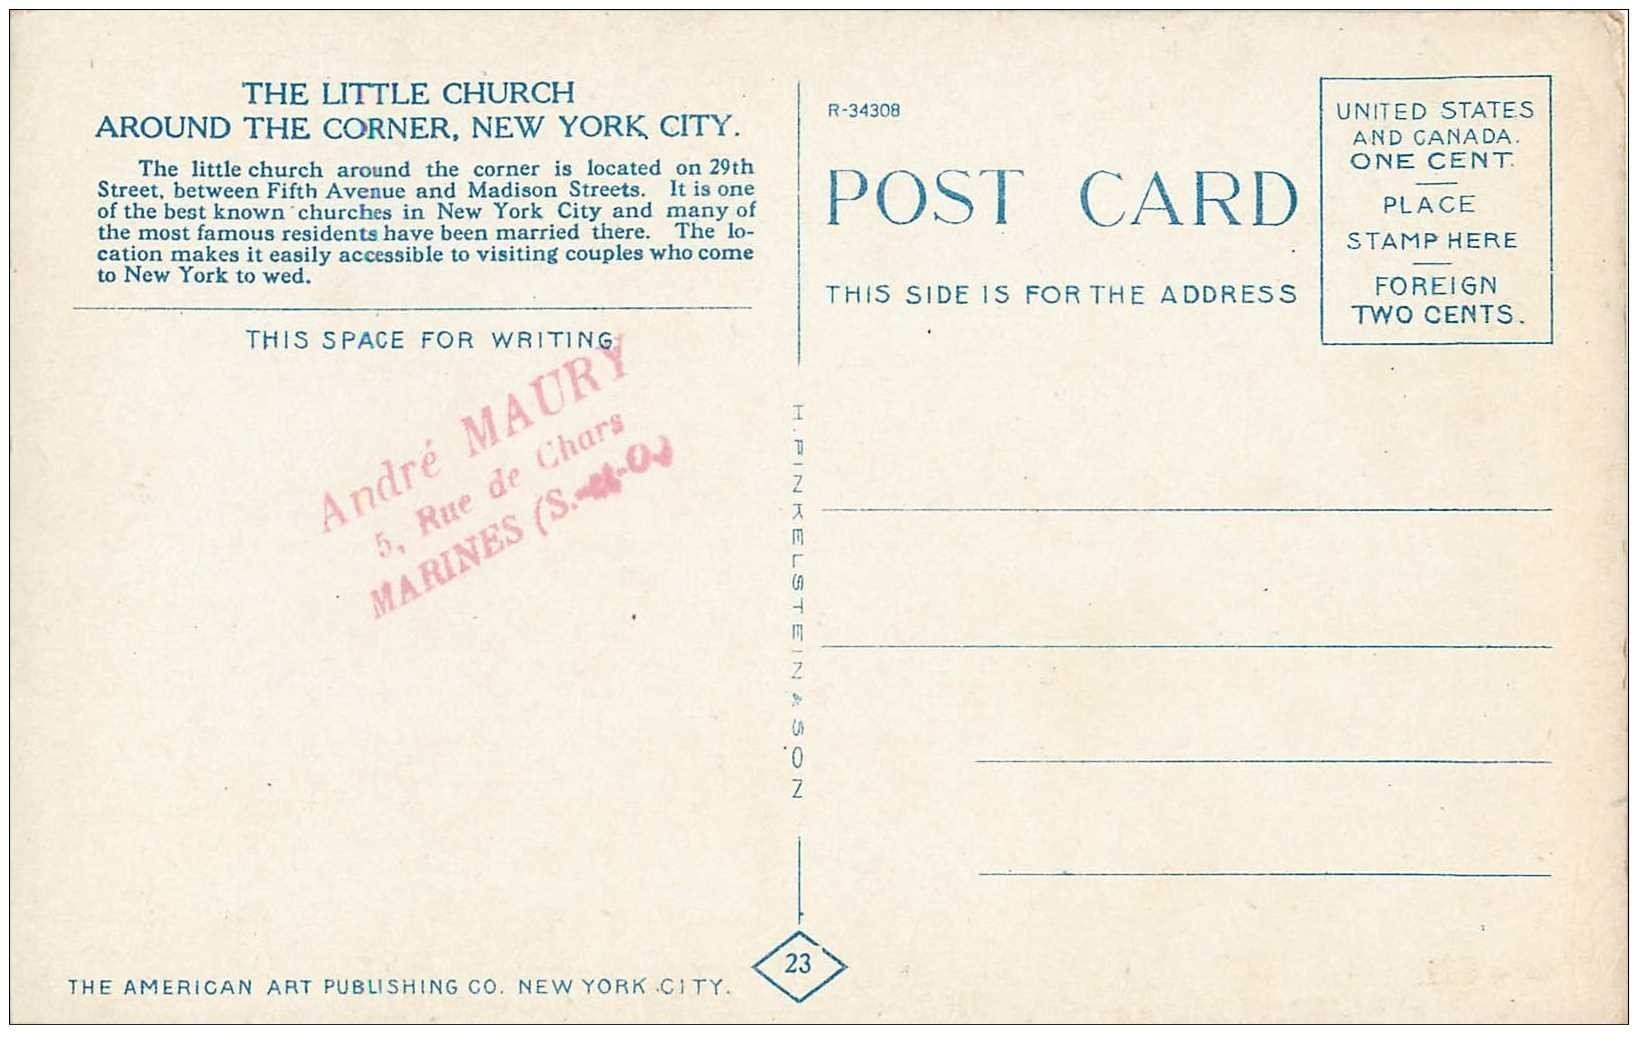 THE LITTLE CHURCH
AROUND THE CORNER, NEW YORK CITY.
The little church around the corner is located on 29th
Street, between Fifth Avenue and Madison Streets. It is one
of the best known churches in New York City and many of
the most famous residents have been married there. The lo-
cation makes it easily accessible to visiting couples who come
to New York to wed.
THIS SPACE FOR WRITING
André MAURY
5, Rue de Chars
MARINES (S.-
THE AMERICAN ART PUBLISHING CO. NEW YORK CITY.
H. FINKELSTEIN & SON
23
R-34308
POST CARD
THIS SIDE IS FOR THE ADDRESS
UNITED STATES
AND CANADA.
ONE CENT.
PLACE
STAMP HERE
FOREIGN
TWO CENTS.